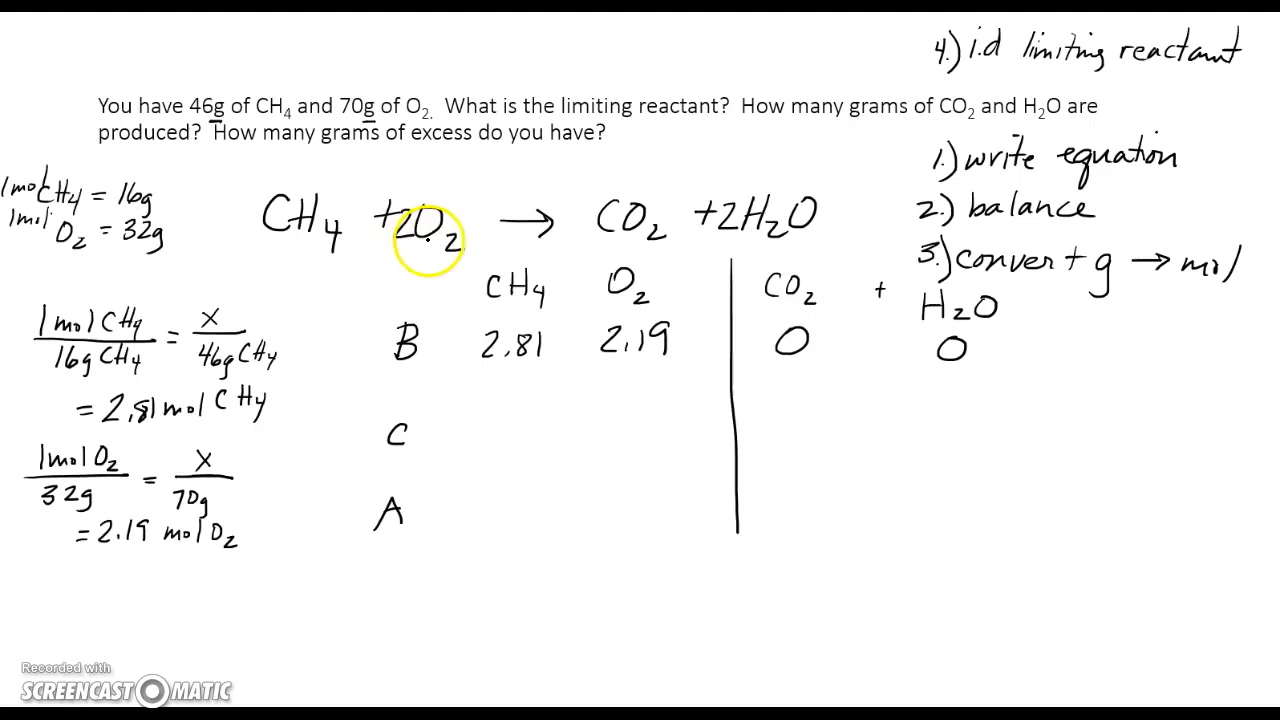 4.) i.d limiting reactant
You have 46g of CH₄ and 70g of O₂. What is the limiting reactant? How many grams of CO₂ and H₂O are
produced? How many grams of excess do you have?
1.) write equation
1mol CH₄ = 16g
1mol O₂ = 32g
CH₄ + 2O₂ → CO₂ + 2H₂O
2.) balance
3.) convert g → mol
CH₄ O₂ CO₂ + H₂O
B 2.81 2.19 0 0
1mol CH₄ / 16g CH₄ = X / 46g CH₄
= 2.81 mol CH₄
C
1mol O₂ / 32g = X / 70g
= 2.19 mol O₂
A
Recorded with
SCREENCAST MATIC